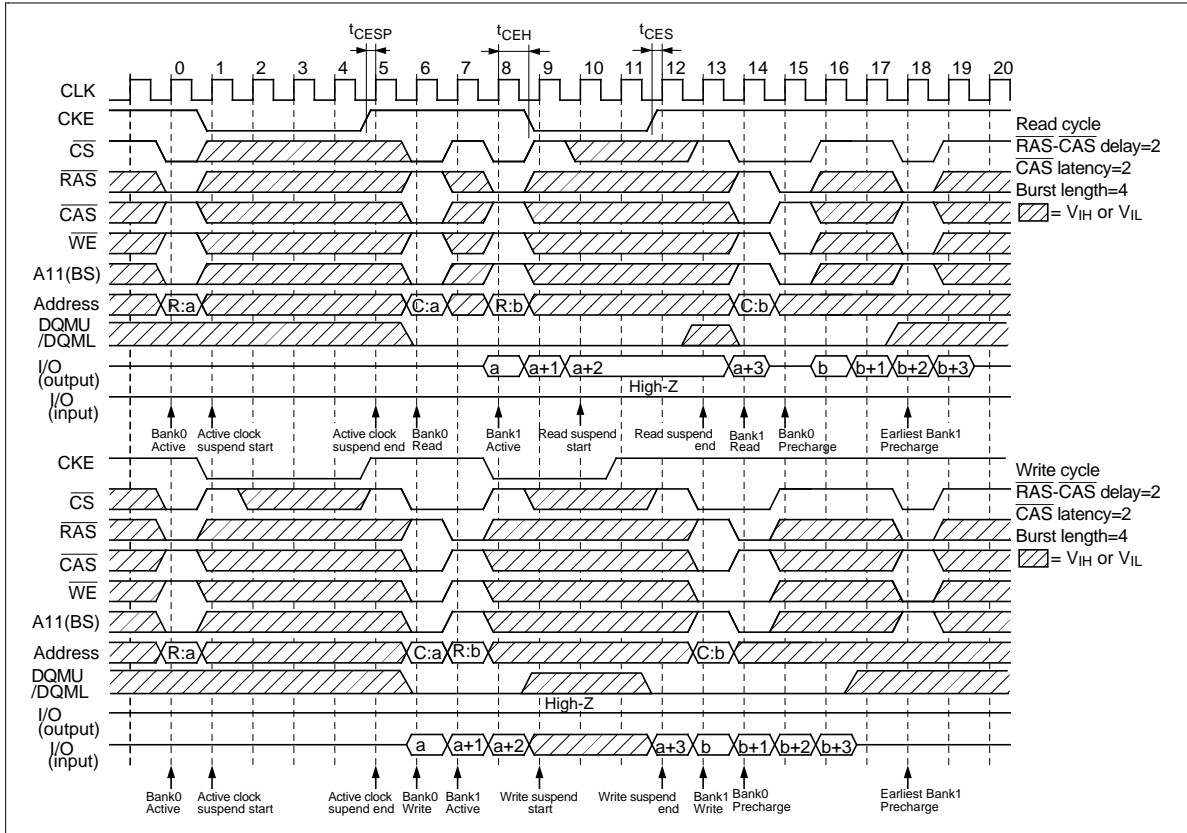 tCESP tCEH tCES
0 1 2 3 4 5 6 7 8 9 10 11 12 13 14 15 16 17 18 19 20
CLK
CKE
CS
RAS
CAS
WE
A11(BS)
Address R:a C:a R:b C:b
DQMU
/DQML
I/O
(output)
a a+1 a+2 a+3 b b+1 b+2 b+3
High-Z
I/O
(input)
Bank0
Active
Active clock
suspend start
Active clock
suspend end
Bank0
Read
Bank1
Active
Read suspend
start
Read suspend
end
Bank1
Read
Bank0
Precharge
Earliest Bank1
Precharge
Read cycle
RAS-CAS delay=2
CAS latency=2
Burst length=4
= VIH or VIL
CKE
CS
RAS
CAS
WE
A11(BS)
Address R:a C:a R:b C:b
DQMU
/DQML
High-Z
I/O
(output)
I/O
(input)
a a+1 a+2 a+3 b b+1 b+2 b+3
Bank0
Active
Active clock
suspend start
Active clock
supend end
Bank0
Write
Bank1
Active
Write suspend
start
Write suspend
end
Bank1
Write
Bank0
Precharge
Earliest Bank1
Precharge
Write cycle
RAS-CAS delay=2
CAS latency=2
Burst length=4
= VIH or VIL